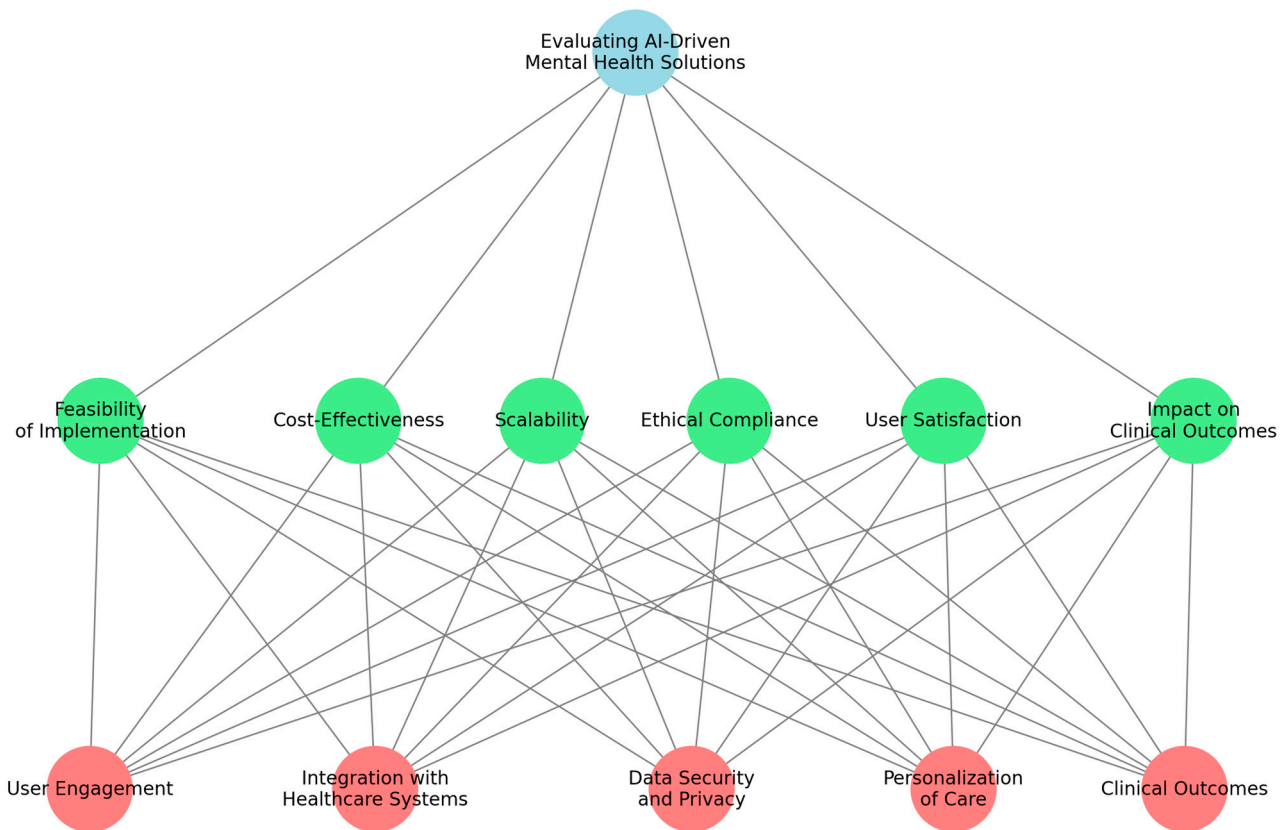 Evaluating AI-Driven
Mental Health Solutions
Feasibility
of Implementation
Cost-Effectiveness
Scalability
Ethical Compliance
User Satisfaction
Impact on
Clinical Outcomes
User Engagement
Integration with
Healthcare Systems
Data Security
and Privacy
Personalization
of Care
Clinical Outcomes